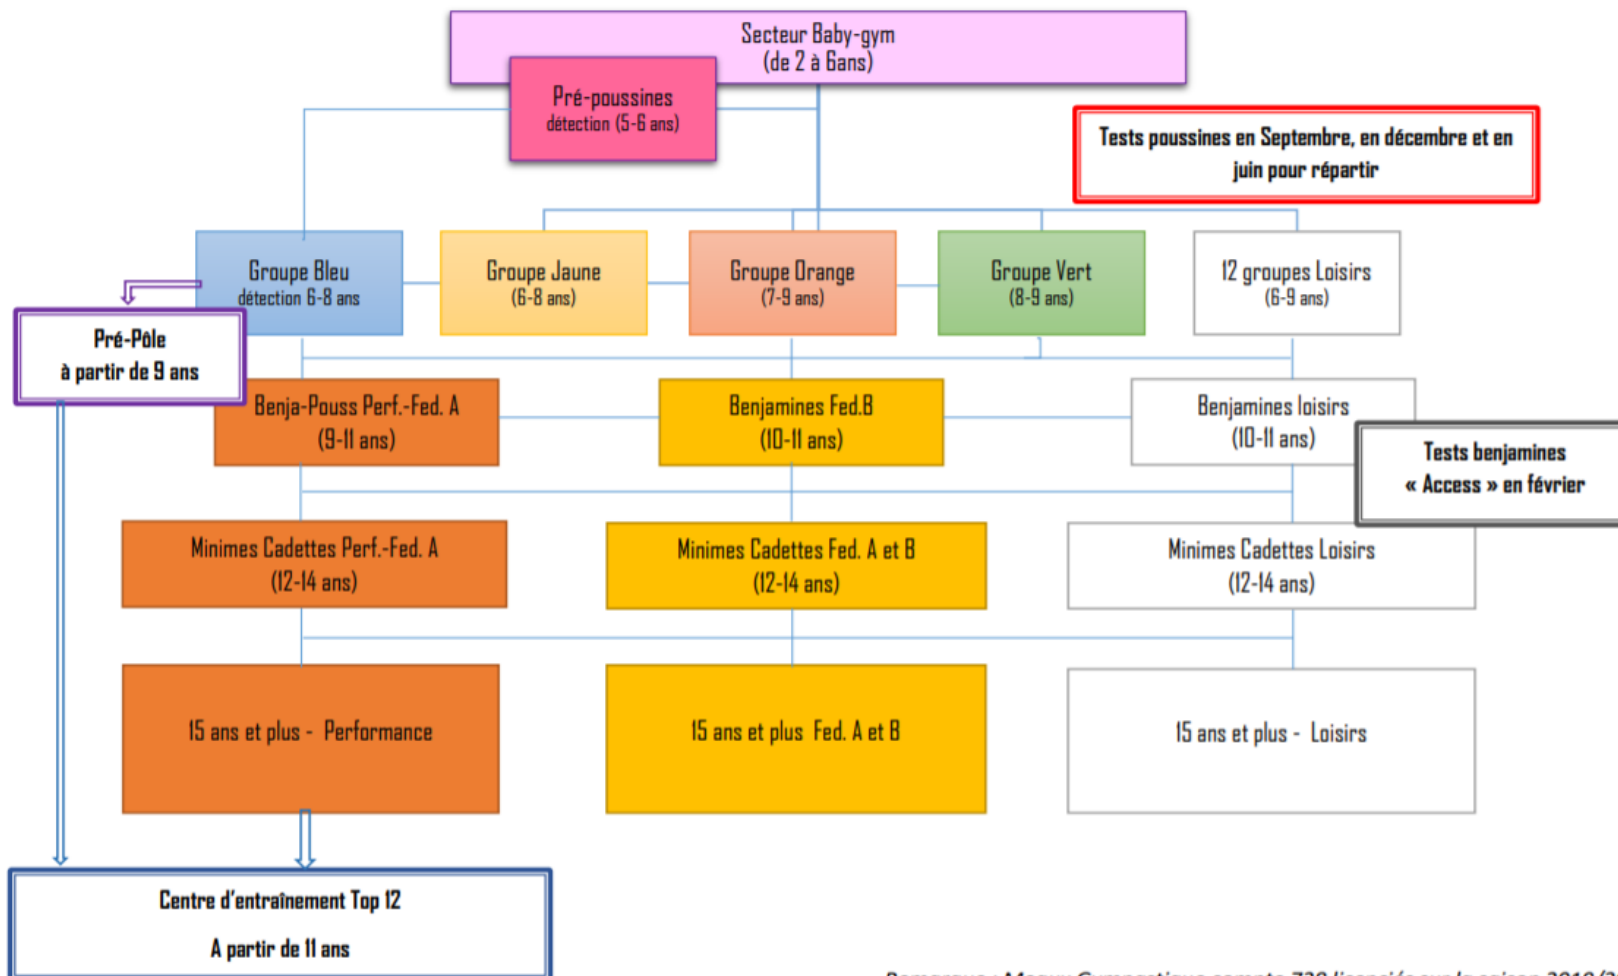 Secteur Baby-gym
(de 2 à 6ans)
Pré-poussines
détection (5-6 ans)
Tests poussines en Septembre, en décembre et en
juin pour répartir
Groupe Bleu
détection 6-8 ans
Groupe Jaune
(6-8 ans)
Groupe Orange
(7-9 ans)
Groupe Vert
(8-9 ans)
12 groupes Loisirs
(6-9 ans)
Pré-Pôle
à partir de 9 ans
Benja-Pouss Perf.-Fed. A
(9-11 ans)
Benjamines Fed.B
(10-11 ans)
Benjamines loisirs
(10-11 ans)
Tests benjamines
« Access » en février
Minimes Cadettes Perf.-Fed. A
(12-14 ans)
Minimes Cadettes Fed. A et B
(12-14 ans)
Minimes Cadettes Loisirs
(12-14 ans)
15 ans et plus - Performance
15 ans et plus Fed. A et B
15 ans et plus - Loisirs
Centre d'entraînement Top 12
A partir de 11 ans